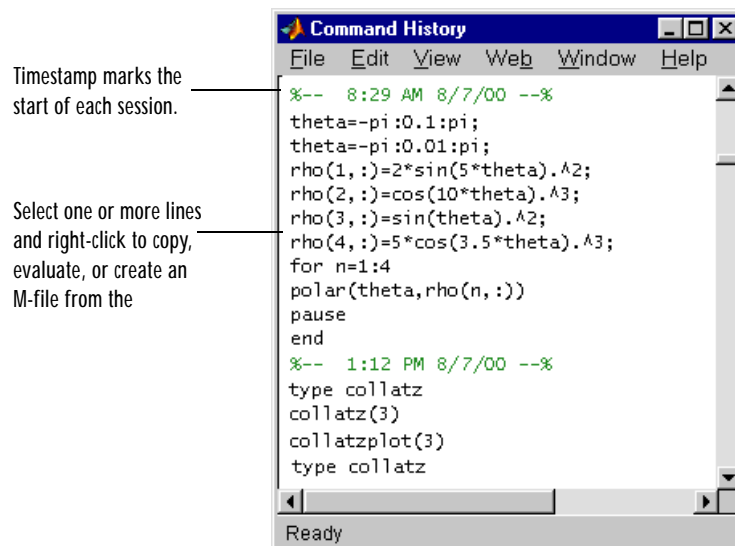 Command History
File Edit View Web Window Help
Timestamp marks the
start of each session.
%-- 8:29 AM 8/7/00 --%
theta=-pi:0.1:pi;
theta=-pi:0.01:pi;
rho(1,:)=2*sin(5*theta).^2;
rho(2,:)=cos(10*theta).^3;
rho(3,:)=sin(theta).^2;
rho(4,:)=5*cos(3.5*theta).^3;
for n=1:4
polar(theta,rho(n,:))
pause
end
%-- 1:12 PM 8/7/00 --%
type collatz
collatz(3)
collatzplot(3)
type collatz
Select one or more lines
and right-click to copy,
evaluate, or create an
M-file from the
Ready